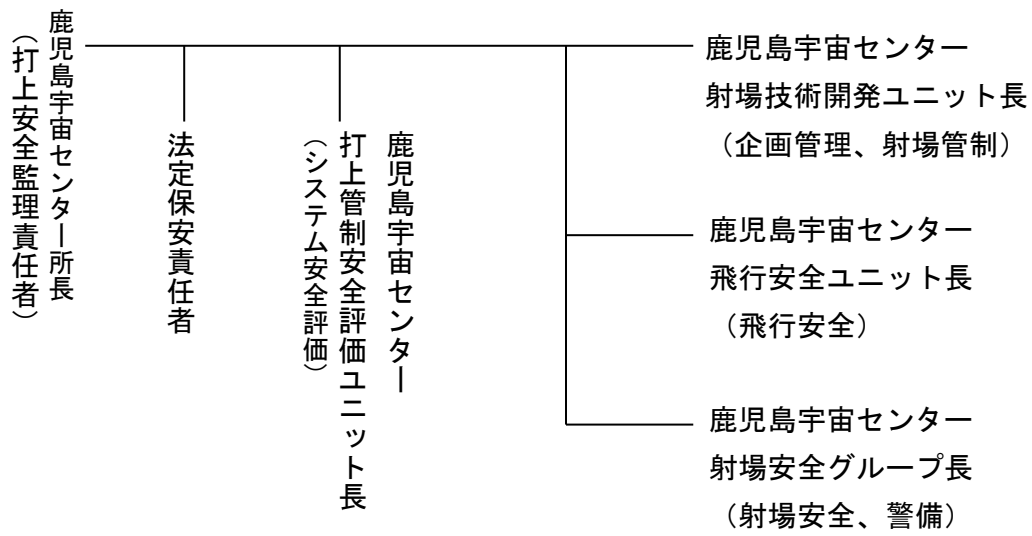 鹿児島宇宙センター所長
（打上安全監理責任者）
法定保安責任者
鹿児島宇宙センター
打上管制安全評価ユニット長
（システム安全評価）
鹿児島宇宙センター
射場技術開発ユニット長
（企画管理、射場管制）
鹿児島宇宙センター
飛行安全ユニット長
（飛行安全）
鹿児島宇宙センター
射場安全グループ長
（射場安全、警備）